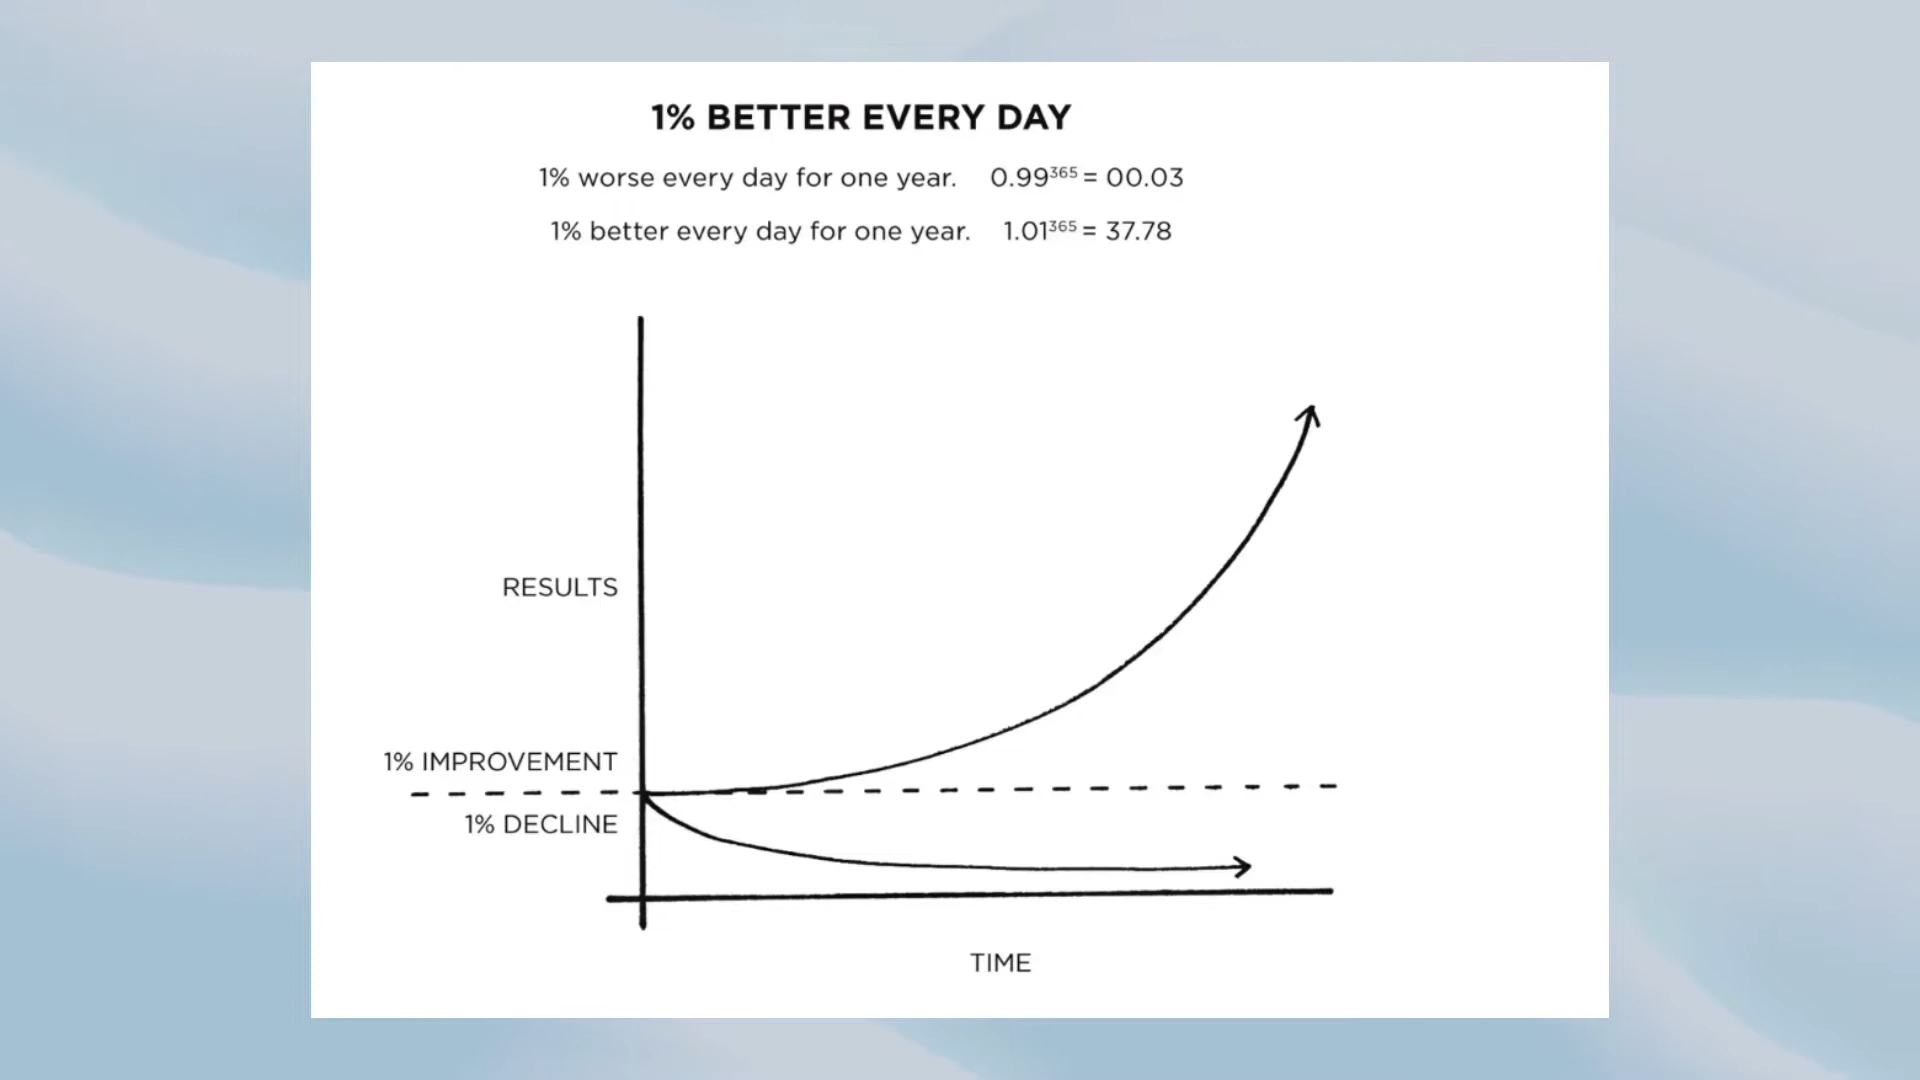 1% BETTER EVERY DAY
1% worse every day for one year. 0.99³⁶⁵ = 00.03
1% better every day for one year. 1.01³⁶⁵ = 37.78
RESULTS
1% IMPROVEMENT
1% DECLINE
TIME